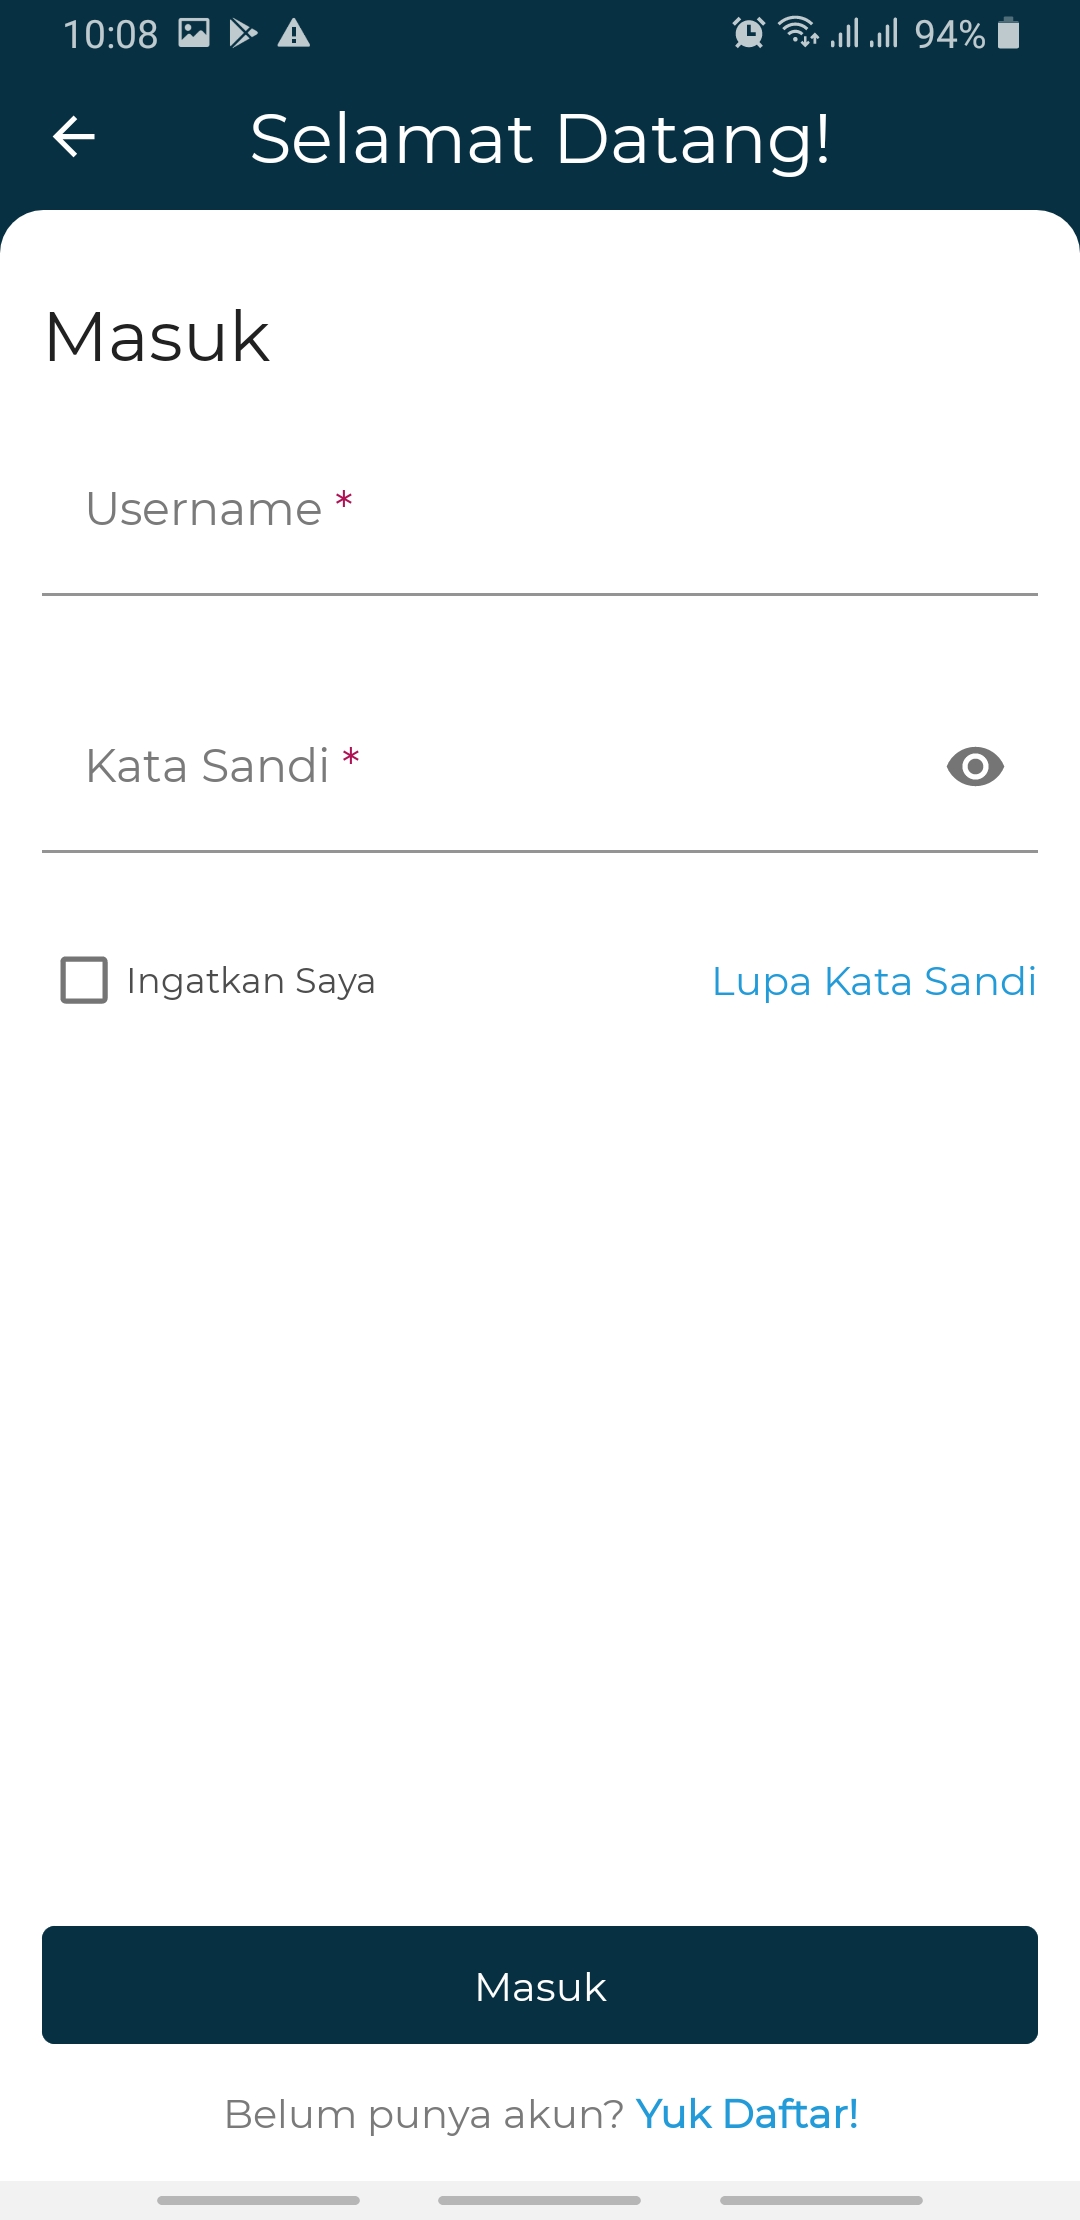 10:08 94%
Selamat Datang!
Masuk
Username *
Kata Sandi *
Ingatkan Saya Lupa Kata Sandi
Masuk
Belum punya akun? Yuk Daftar!